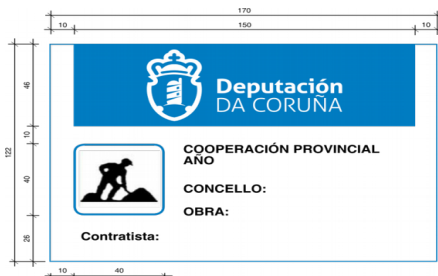 170
10 150 10
46
Deputación
DA CORUÑA
10
122
COOPERACIÓN PROVINCIAL
AÑO
40
CONCELLO:
OBRA:
26
Contratista:
10 40